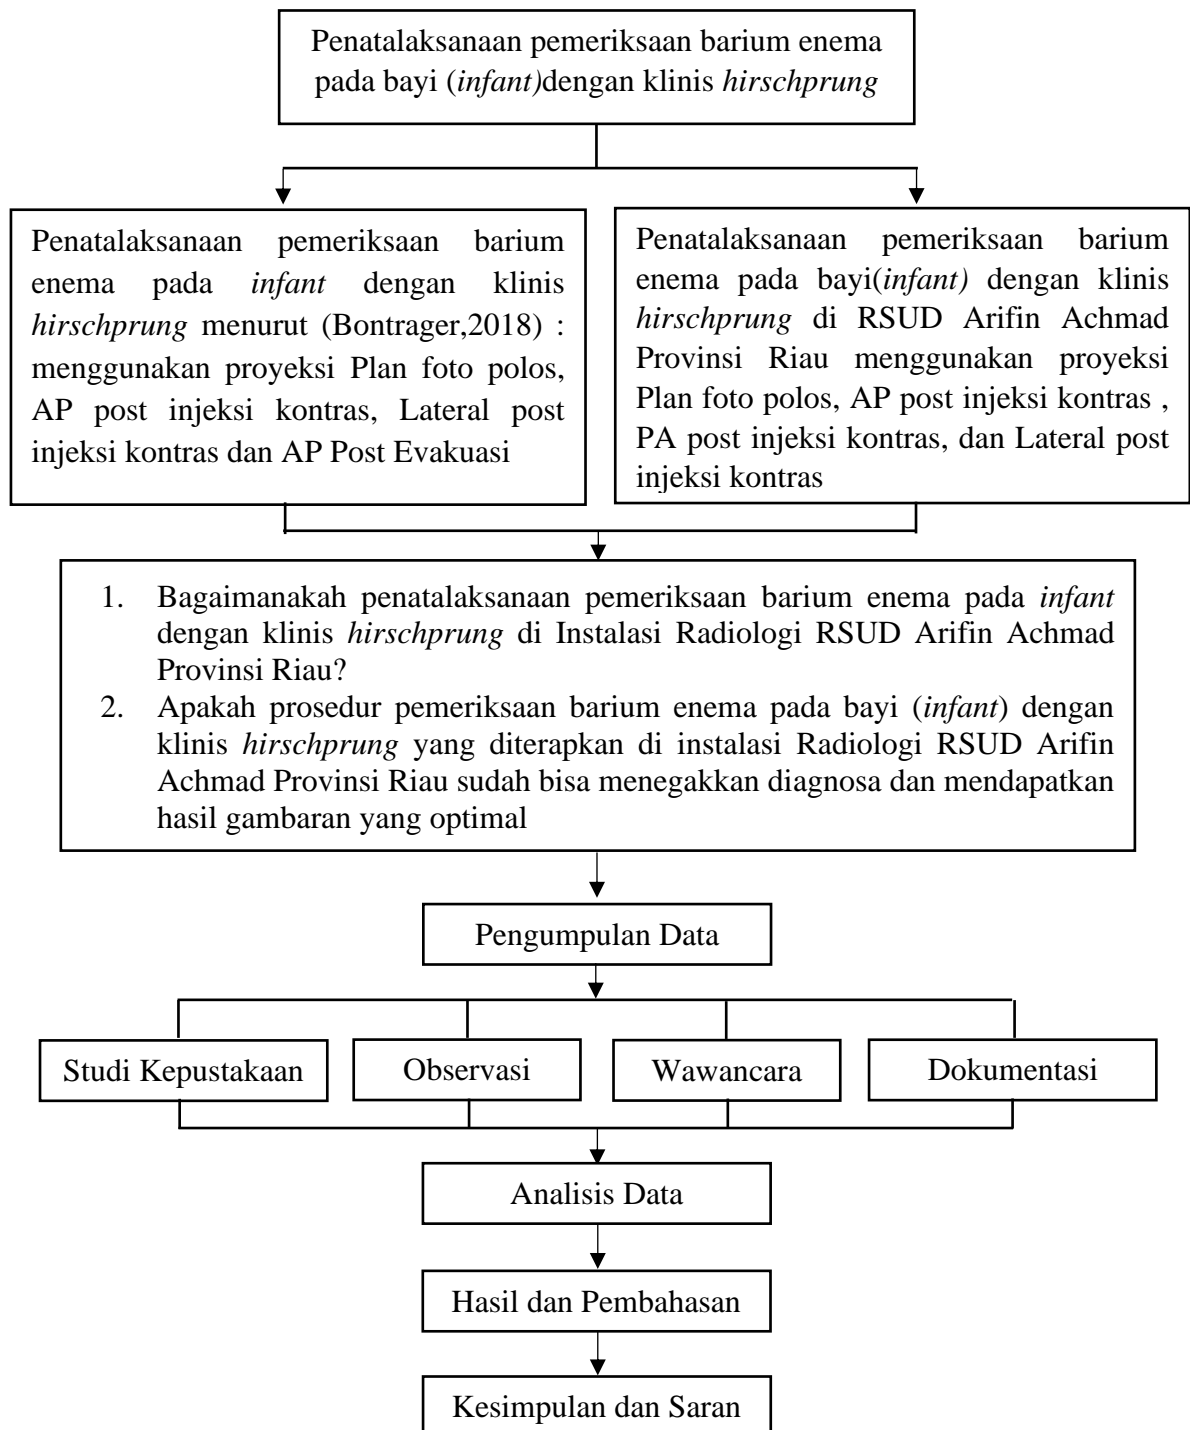 Penatalaksanaan pemeriksaan barium enema
pada bayi (infant)dengan klinis hirschprung
Penatalaksanaan pemeriksaan barium
enema pada infant dengan klinis
hirschprung menurut (Bontrager,2018) :
menggunakan proyeksi Plan foto polos,
AP post injeksi kontras, Lateral post
injeksi kontras dan AP Post Evakuasi
Penatalaksanaan pemeriksaan barium
enema pada bayi(infant) dengan klinis
hirschprung di RSUD Arifin Achmad
Provinsi Riau menggunakan proyeksi
Plan foto polos, AP post injeksi kontras ,
PA post injeksi kontras, dan Lateral post
injeksi kontras
1. Bagaimanakah penatalaksanaan pemeriksaan barium enema pada infant
dengan klinis hirschprung di Instalasi Radiologi RSUD Arifin Achmad
Provinsi Riau?
2. Apakah prosedur pemeriksaan barium enema pada bayi (infant) dengan
klinis hirschprung yang diterapkan di instalasi Radiologi RSUD Arifin
Achmad Provinsi Riau sudah bisa menegakkan diagnosa dan mendapatkan
hasil gambaran yang optimal
Pengumpulan Data
Studi Kepustakaan
Observasi
Wawancara
Dokumentasi
Analisis Data
Hasil dan Pembahasan
Kesimpulan dan Saran